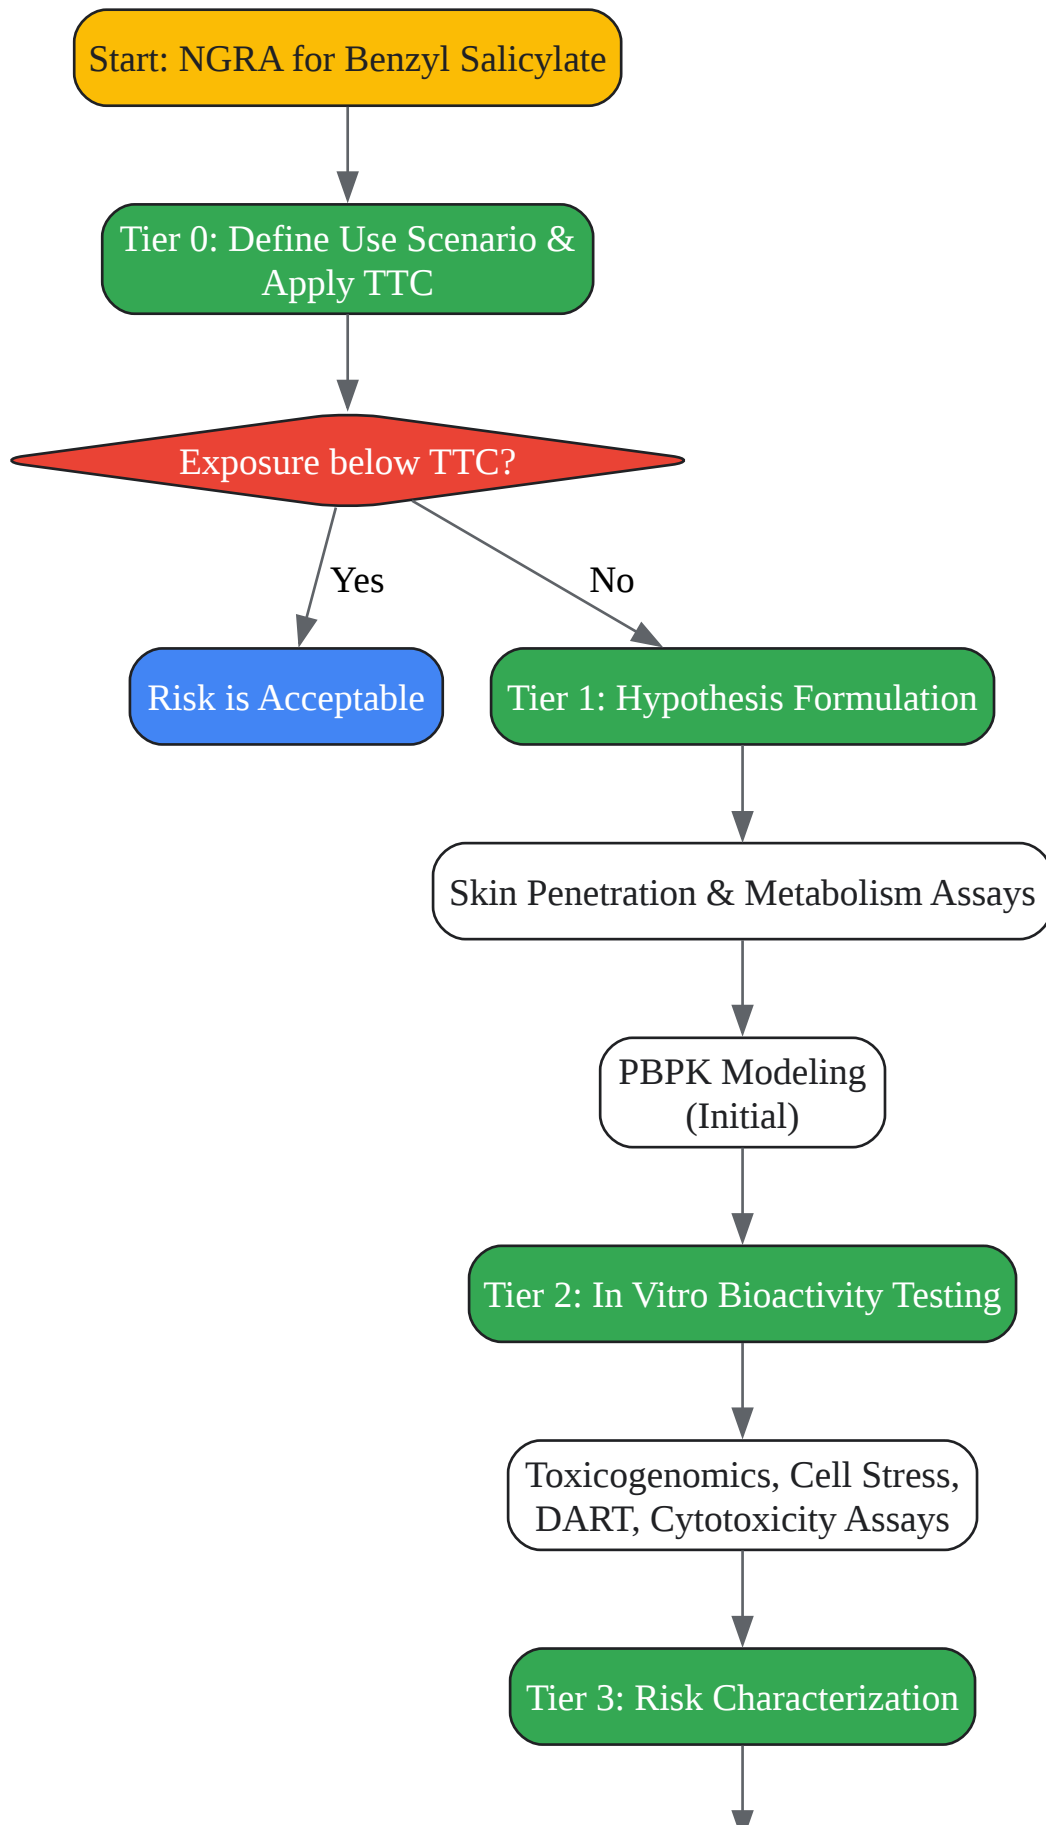 Start: NGRA for Benzyl Salicylate
Tier 0: Define Use Scenario &
Apply TTC
Exposure below TTC?
Yes
No
Risk is Acceptable
Tier 1: Hypothesis Formulation
Skin Penetration & Metabolism Assays
PBPK Modeling
(Initial)
Tier 2: In Vitro Bioactivity Testing
Toxicogenomics, Cell Stress,
DART, Cytotoxicity Assays
Tier 3: Risk Characterization